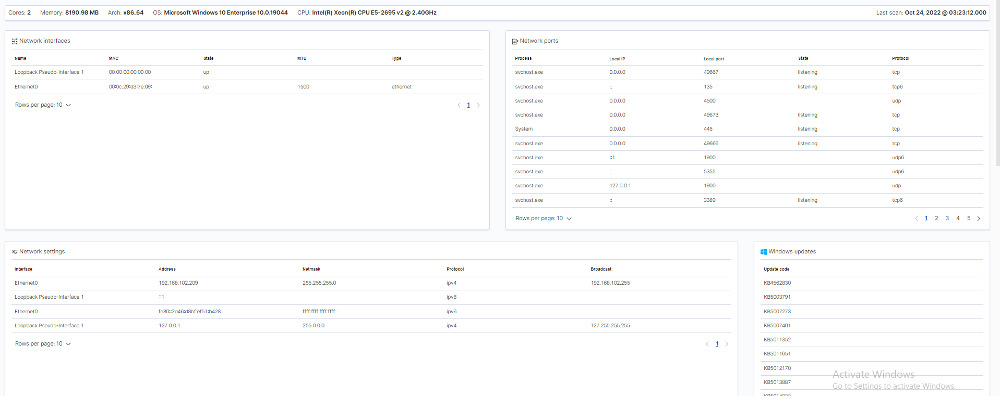 Cores: 2 Memory: 8190.98 MB Arch: x86_64 OS: Microsoft Windows 10 Enterprise 10.0.19044 CPU: Intel(R) Xeon(R) CPU E5-2695 v2 @ 2.40GHz Last scan: Oct 24, 2022 @ 03:23:12.000
Network interfaces
Name MAC State MTU Type
Loopback Pseudo-Interface 1 00:00:00:00:00:00 up
Ethernet0 00:0c:29:d3:7e:09: up 1500 ethernet
Rows per page: 10
1
Network ports
Process Local IP Local port State Protocol
svchost.exe 0.0.0.0 49667 listening tcp
svchost.exe :: 135 listening tcp6
svchost.exe 0.0.0.0 4500 udp
svchost.exe 0.0.0.0 49673 listening tcp
System 0.0.0.0 445 listening tcp
svchost.exe 0.0.0.0 49666 listening tcp
svchost.exe ::1 1900 udp6
svchost.exe :: 5355 udp6
svchost.exe 127.0.0.1 1900 udp
svchost.exe :: 3389 listening tcp6
Rows per page: 10
1 2 3 4 5
Network settings
Interface Address Netmask Protocol Broadcast
Ethernet0 192.168.102.209 255.255.255.0 ipv4 192.168.102.255
Loopback Pseudo-Interface 1 ::1 ipv6
Ethernet0 fe80::2d46:d8bf:ef51:b428 ffff:ffff:ffff:ffff:: ipv6
Loopback Pseudo-Interface 1 127.0.0.1 255.0.0.0 ipv4 127.255.255.255
Rows per page: 10
1
Windows updates
Update code
KB4562830
KB5003791
KB5007273
KB5007401
KB5011352
KB5011651
KB5012170
KB5013887
Activate Windows
Go to Settings to activate Windows.